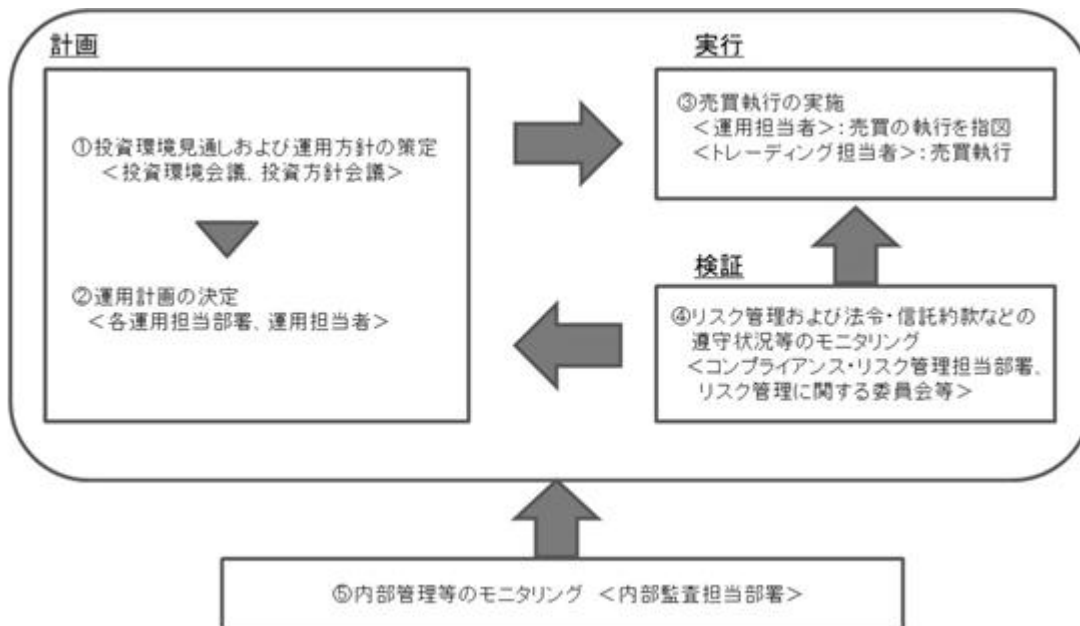 計画
①投資環境見通しおよび運用方針の策定
＜投資環境会議、投資方針会議＞
②運用計画の決定
＜各運用担当部署、運用担当者＞
実行
③売買執行の実施
＜運用担当者＞：売買の執行を指図
＜トレーディング担当者＞：売買執行
検証
④リスク管理および法令・信託約款などの
遵守状況等のモニタリング
＜コンプライアンス・リスク管理担当部署、
リスク管理に関する委員会等＞
⑤内部管理等のモニタリング ＜内部監査担当部署＞